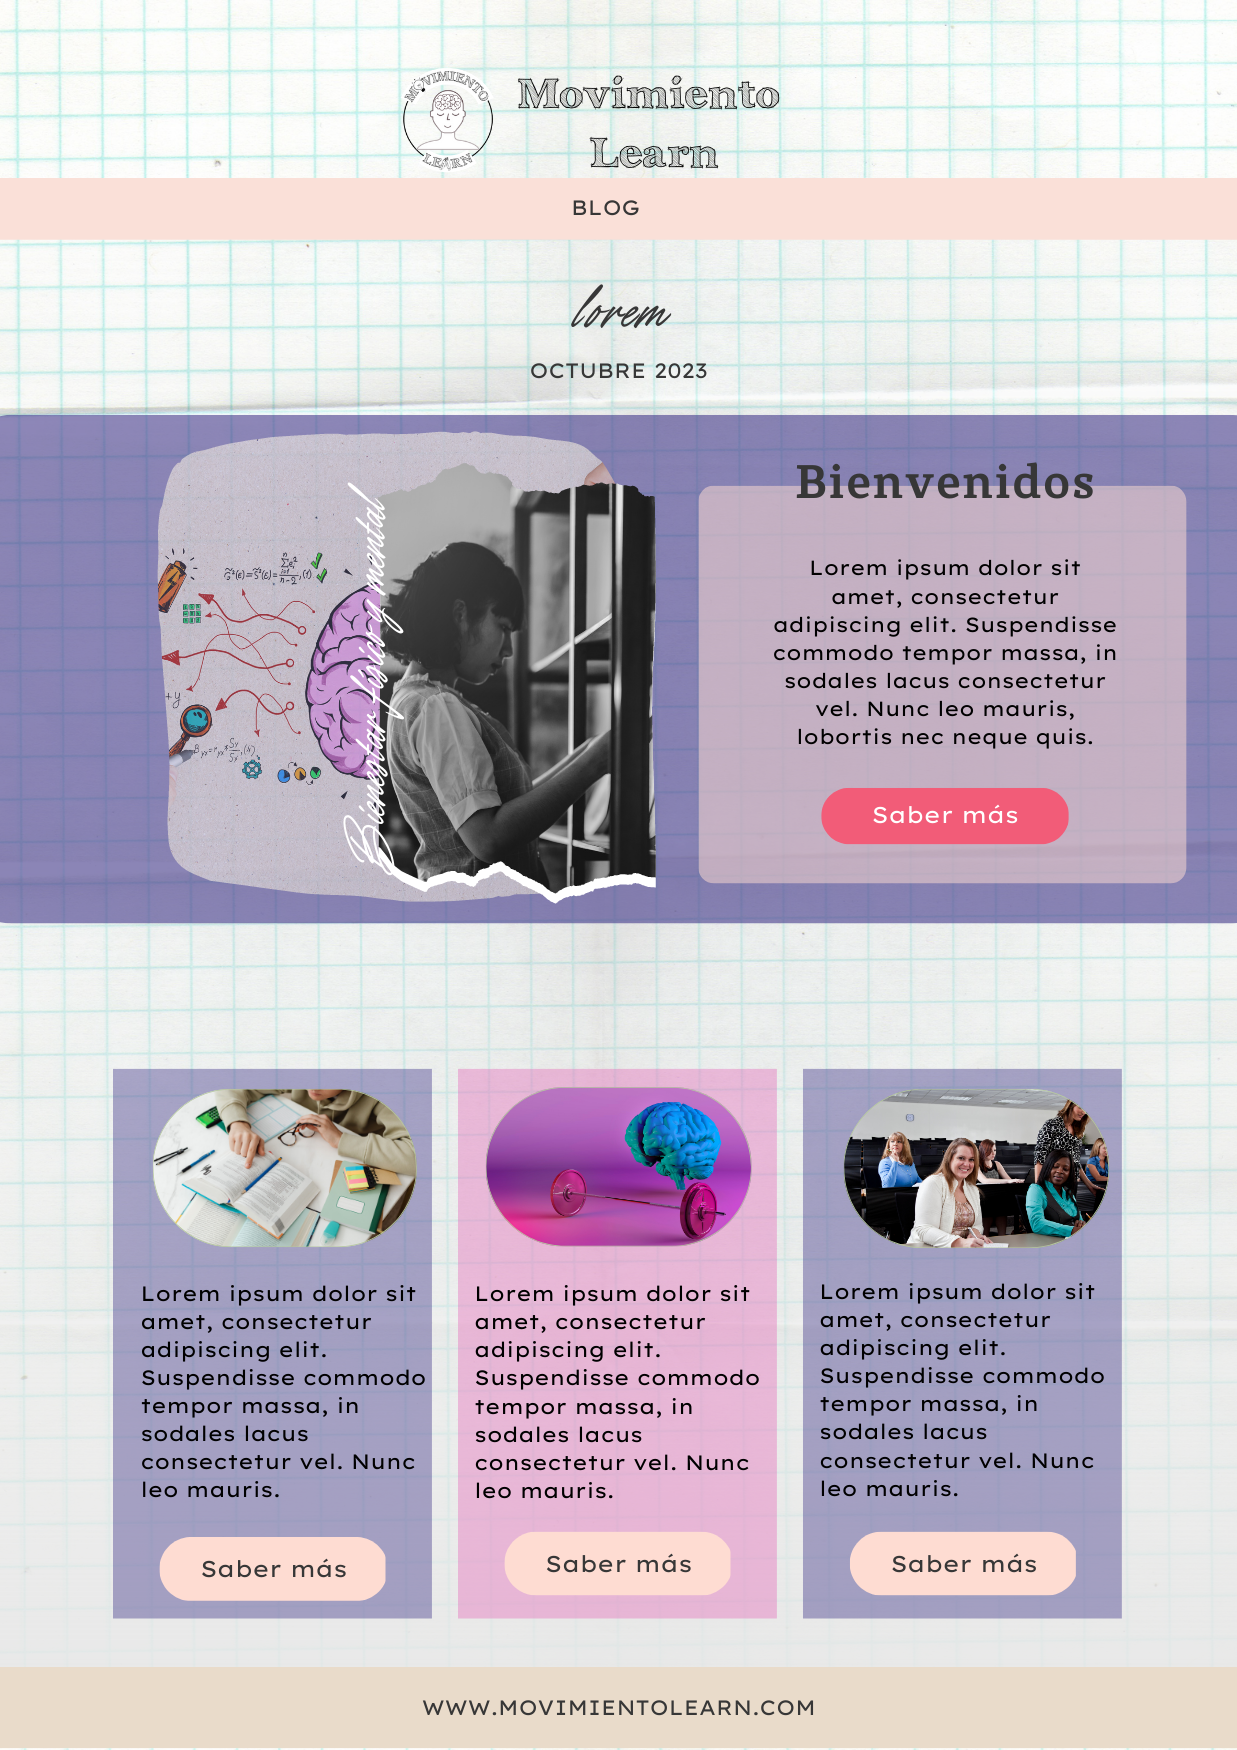 MOVIMIENTO
LEARN
Movimiento
Learn
BLOG
lorem
OCTUBRE 2023
Bienestar físico y mental
Bienvenidos
Lorem ipsum dolor sit
amet, consectetur
adipiscing elit. Suspendisse
commodo tempor massa, in
sodales lacus consectetur
vel. Nunc leo mauris,
lobortis nec neque quis.
Saber más
Lorem ipsum dolor sit
amet, consectetur
adipiscing elit.
Suspendisse commodo
tempor massa, in
sodales lacus
consectetur vel. Nunc
leo mauris.
Saber más
Lorem ipsum dolor sit
amet, consectetur
adipiscing elit.
Suspendisse commodo
tempor massa, in
sodales lacus
consectetur vel. Nunc
leo mauris.
Saber más
Lorem ipsum dolor sit
amet, consectetur
adipiscing elit.
Suspendisse commodo
tempor massa, in
sodales lacus
consectetur vel. Nunc
leo mauris.
Saber más
WWW.MOVIMIENTOLEARN.COM